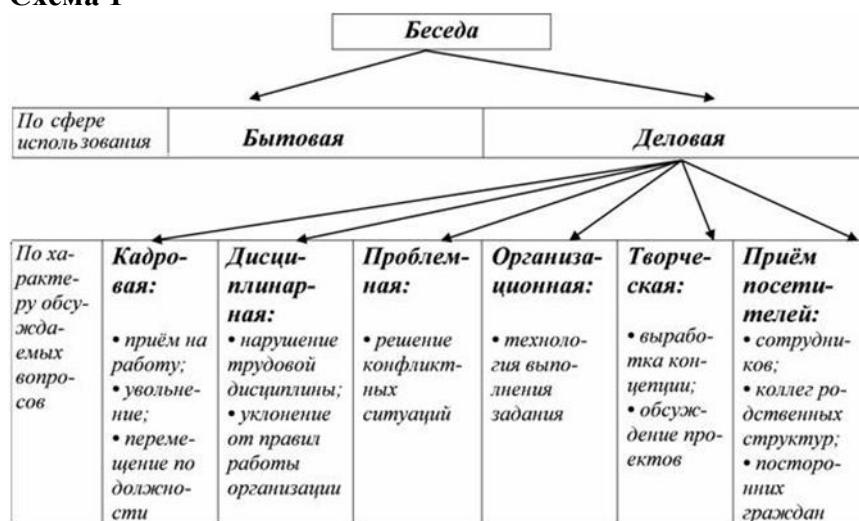 Схема 1
Беседа
По сфере
использования
Бытовая
Деловая
По ха-
ракте-
ру обсу-
ждa-
емых
вопро-
сов
Кадро-
вая:
• приём на
работу;
• увольне-
ние;
• переме-
щение по
должно-
сти
Дисци-
плинар-
ная:
• нарушение
трудовой
дисциплины;
• уклонение
от правил
работы
организации
Проблем-
ная:
• решение
конфликт-
ных
ситуаций
Организа-
ционная:
• техноло-
гия выпо-
лнения
задания
Творче-
ская:
• вырабо-
тка кон-
цепции;
• обсуж-
дение про-
ектов
Приём
посети-
телей:
• сотрудни-
ков;
• коллег ро-
дственных
структур;
• посторо-
нних
граждан